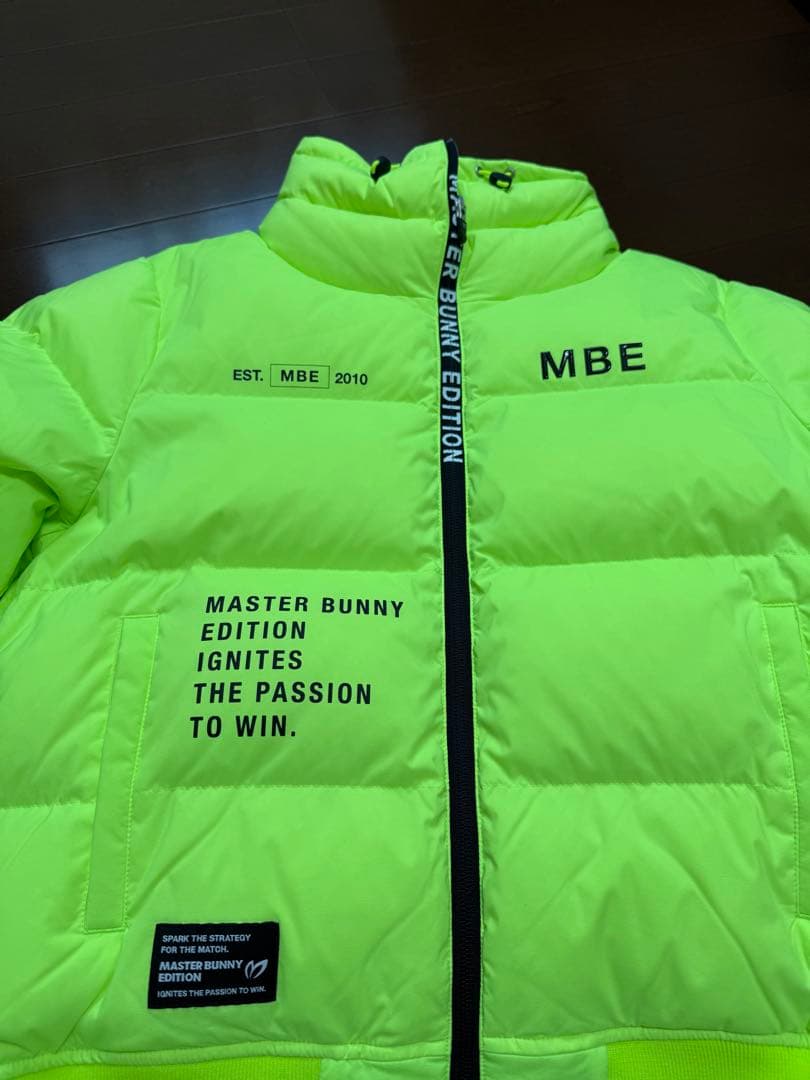 MASTER BUNNY EDITION
EST. MBE 2010
MBE
MASTER BUNNY
EDITION
IGNITES
THE PASSION
TO WIN.
SPARK THE STRATEGY
FOR THE MATCH.
MASTER BUNNY
EDITION
IGNITES THE PASSION TO WIN.